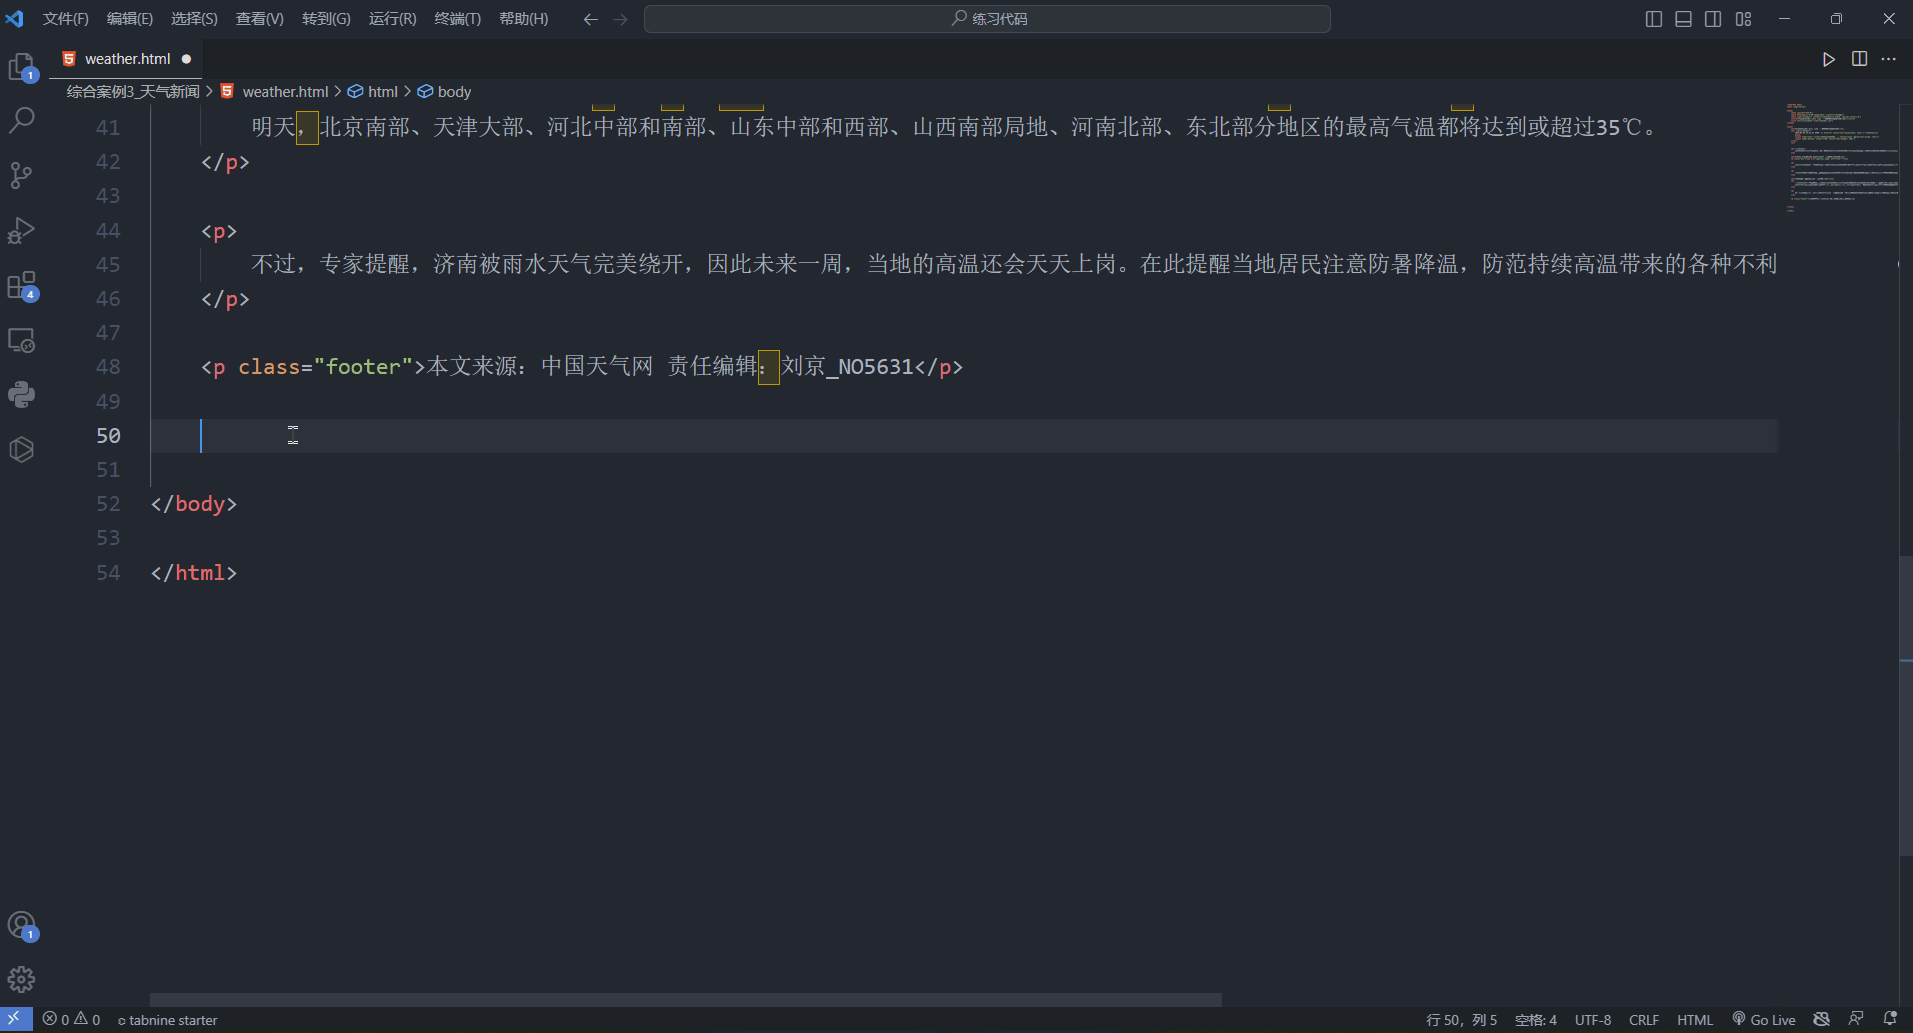 文件(F) 编辑(E) 选择(S) 查看(V) 转到(G) 运行(R) 终端(T) 帮助(H) 练习代码
weather.html
综合案例3_天气新闻 > weather.html > html > body
41 明天，北京南部、天津大部、河北中部和南部、山东中部和西部、山西南部局地、河南北部、东北部分地区的最高气温都将达到或超过35℃。
42 </p>
43
44 <p>
45 不过，专家提醒，济南被雨水天气完美绕开，因此未来一周，当地的高温还会天天上岗。在此提醒当地居民注意防暑降温，防范持续高温带来的各种不利
46 </p>
47
48 <p class="footer">本文来源：中国天气网 责任编辑：刘京_NO5631</p>
49
50
51
52 </body>
53
54 </html>
1
4
1
0 0 tabnine starter 行 50，列 5 空格: 4 UTF-8 CRLF HTML Go Live